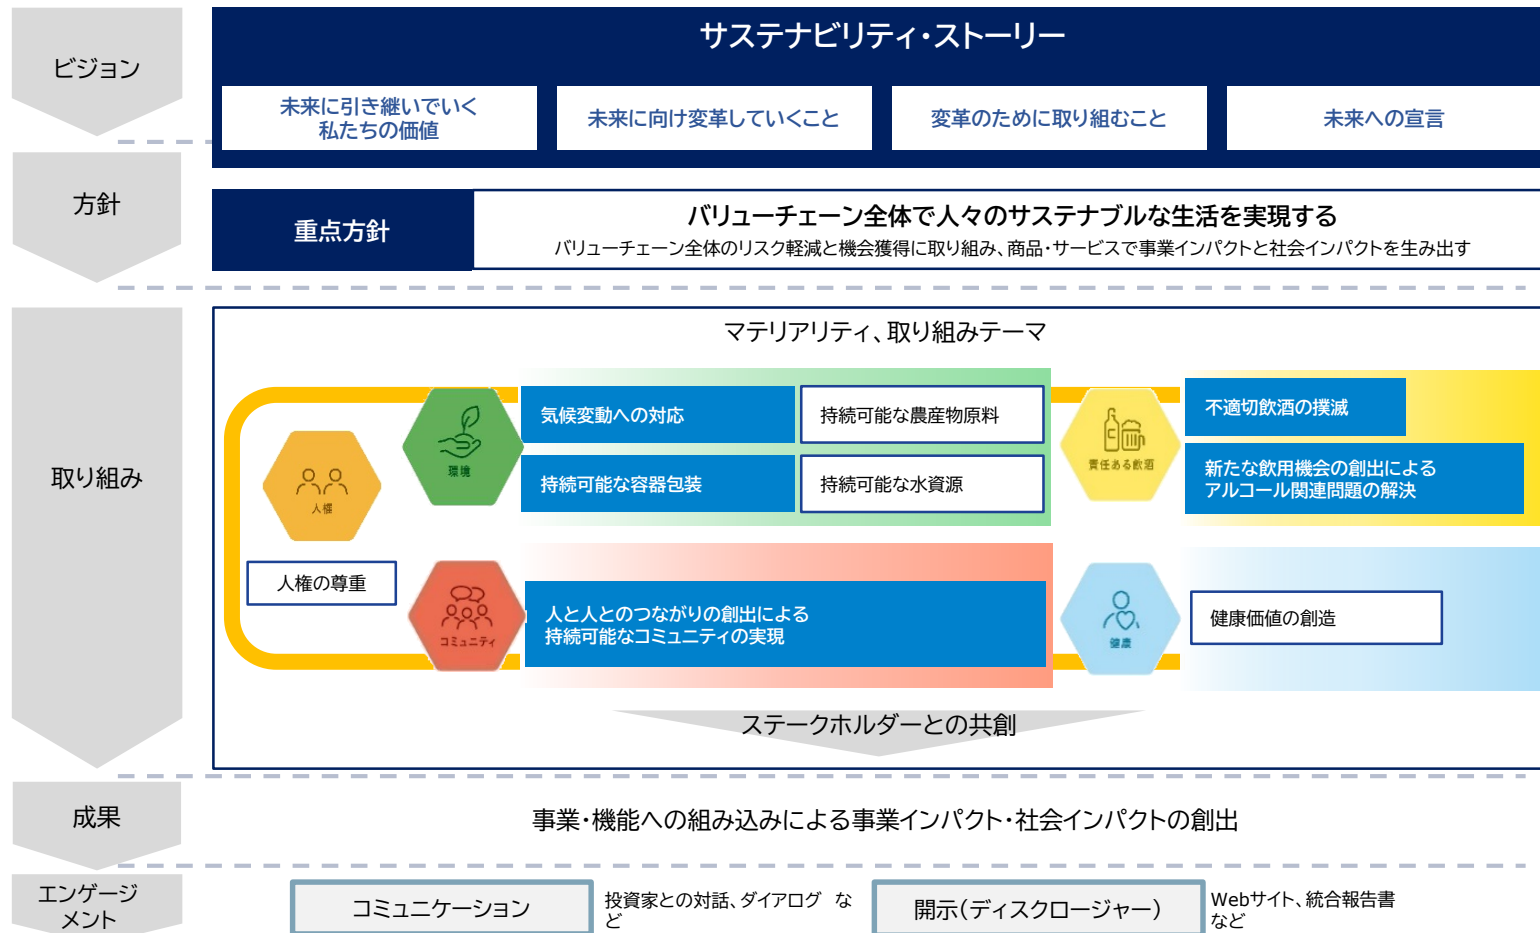 ビジョン
サステナビリティ・ストーリー
未来に引き継いでいく
私たちの価値
未来に向け変革していくこと
変革のために取り組むこと
未来への宣言
方針
重点方針
バリューチェーン全体で人々のサステナブルな生活を実現する
バリューチェーン全体のリスク軽減と機会獲得に取り組み、商品・サービスで事業インパクトと社会インパクトを生み出す
取り組み
マテリアリティ、取り組みテーマ
人権
人権の尊重
環境
気候変動への対応
持続可能な農産物原料
持続可能な容器包装
持続可能な水資源
責任ある飲酒
不適切飲酒の撲滅
新たな飲用機会の創出による
アルコール関連問題の解決
コミュニティ
人と人とのつながりの創出による
持続可能なコミュニティの実現
健康
健康価値の創造
ステークホルダーとの共創
成果
事業・機能への組み込みによる事業インパクト・社会インパクトの創出
エンゲージ
メント
コミュニケーション
投資家との対話、ダイアログ な
ど
開示(ディスクロージャー)
Webサイト、統合報告書
など